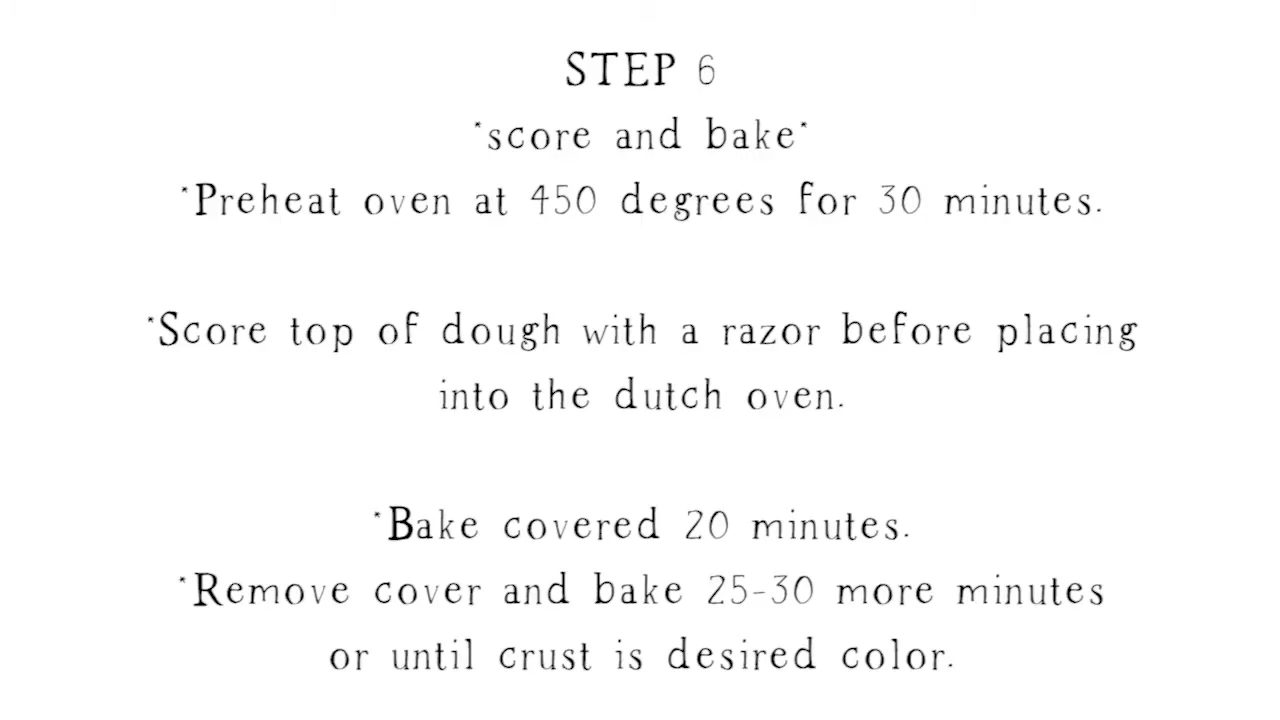 STEP 6
*score and bake*
*Preheat oven at 450 degrees for 30 minutes.
*Score top of dough with a razor before placing
into the dutch oven.
*Bake covered 20 minutes.
*Remove cover and bake 25-30 more minutes
or until crust is desired color.